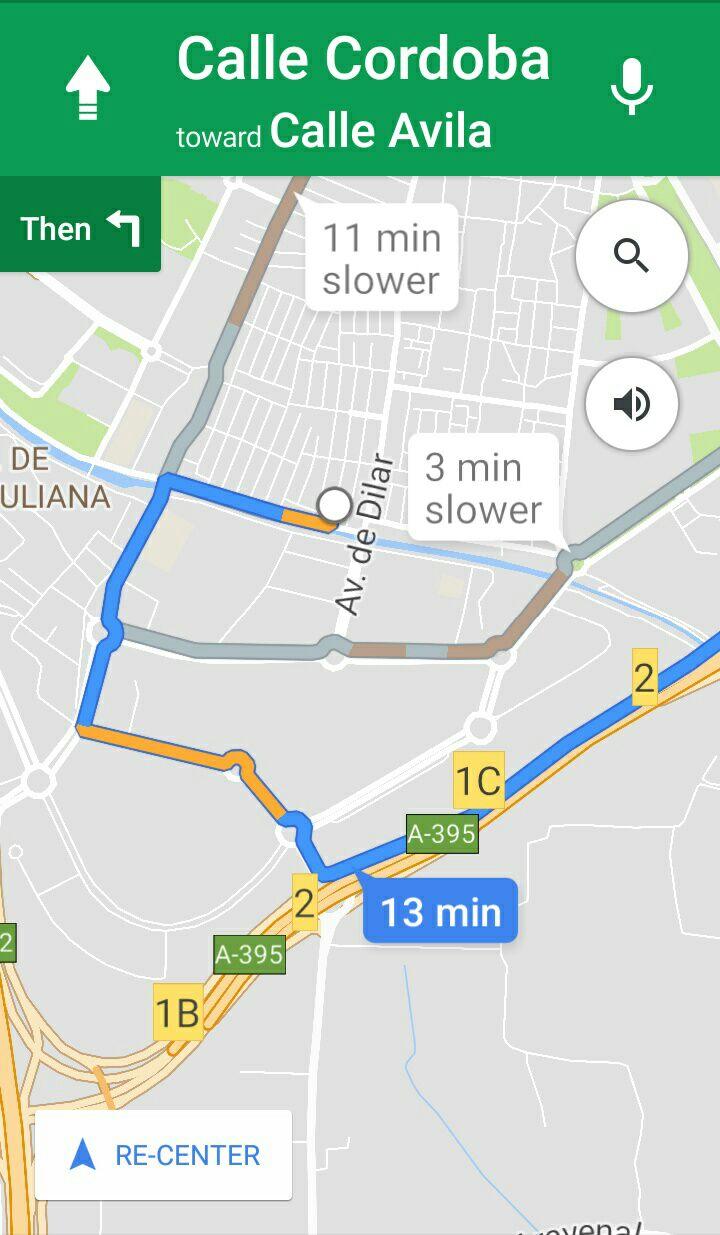 Calle Cordoba
toward Calle Avila
Then
11 min
slower
DE
ULIANA
3 min
slower
Av. de Dilar
2
1C
A-395
13 min
2
2
A-395
1B
RE-CENTER